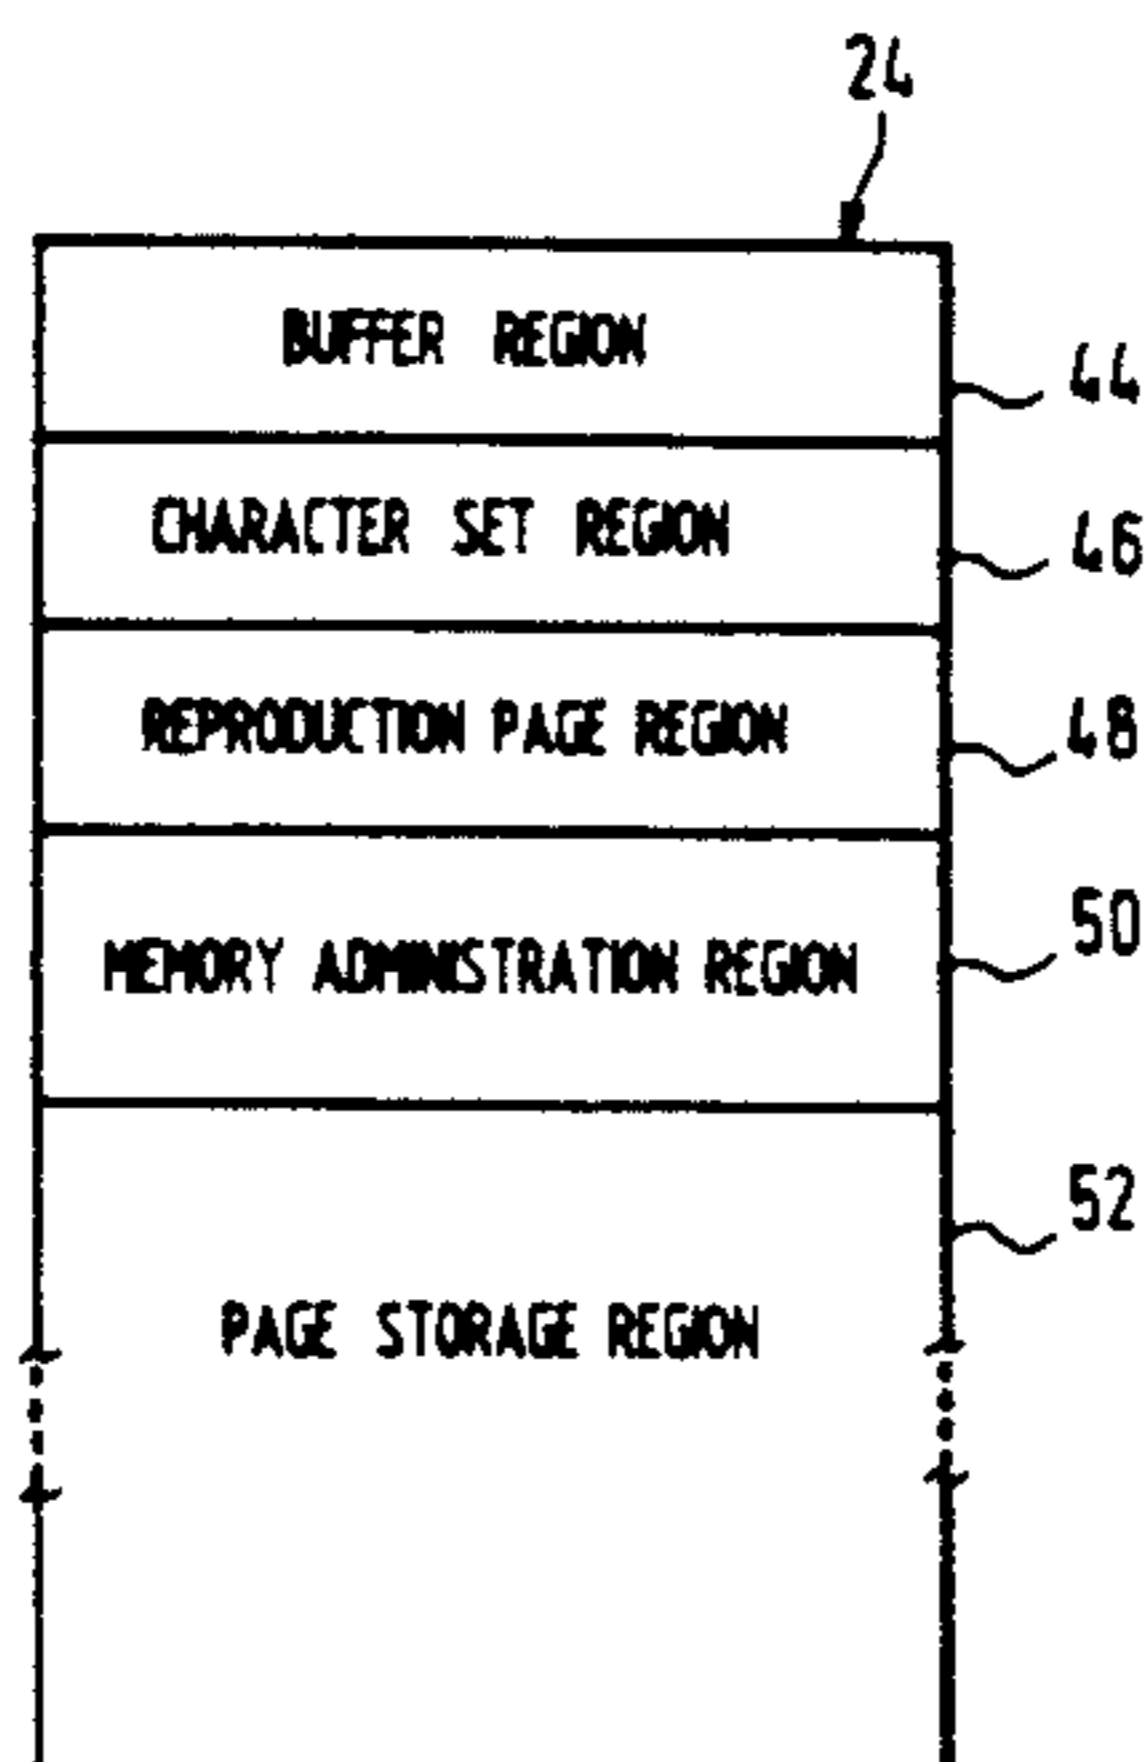 24
BUFFER REGION
44
CHARACTER SET REGION
46
REPRODUCTION PAGE REGION
48
MEMORY ADMINISTRATION REGION
50
52
PAGE STORAGE REGION